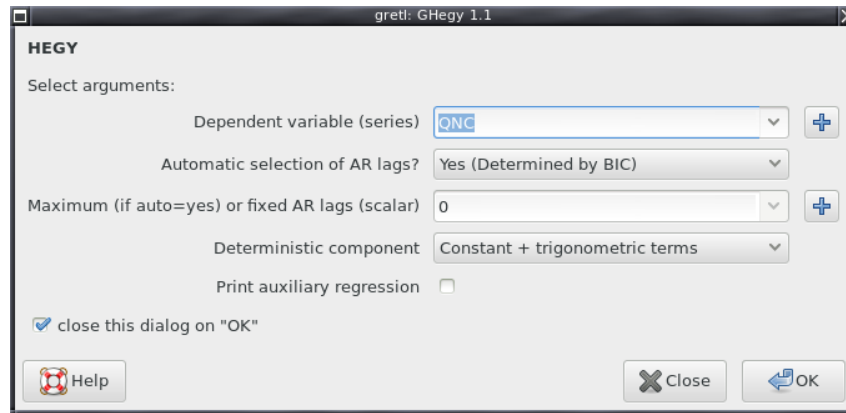 gretl: GHegy 1.1
HEGY
Select arguments:
Dependent variable (series) QNC
Automatic selection of AR lags? Yes (Determined by BIC)
Maximum (if auto=yes) or fixed AR lags (scalar) 0
Deterministic component Constant + trigonometric terms
Print auxiliary regression
close this dialog on "OK"
Help Close OK